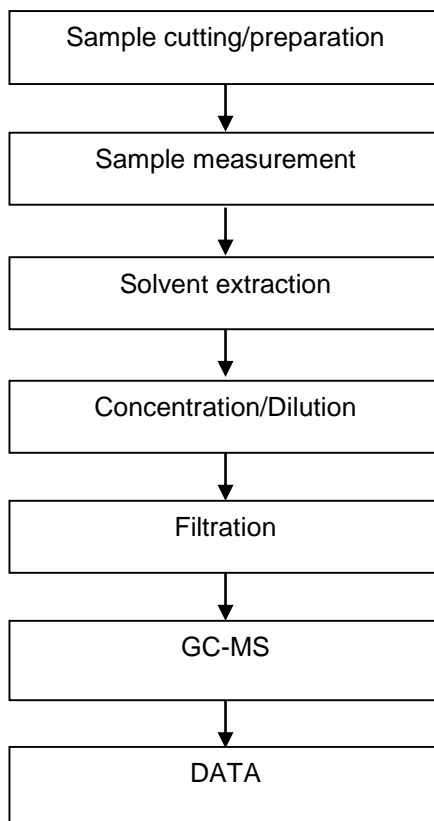 Sample cutting/preparation
Sample measurement
Solvent extraction
Concentration/Dilution
Filtration
GC-MS
DATA